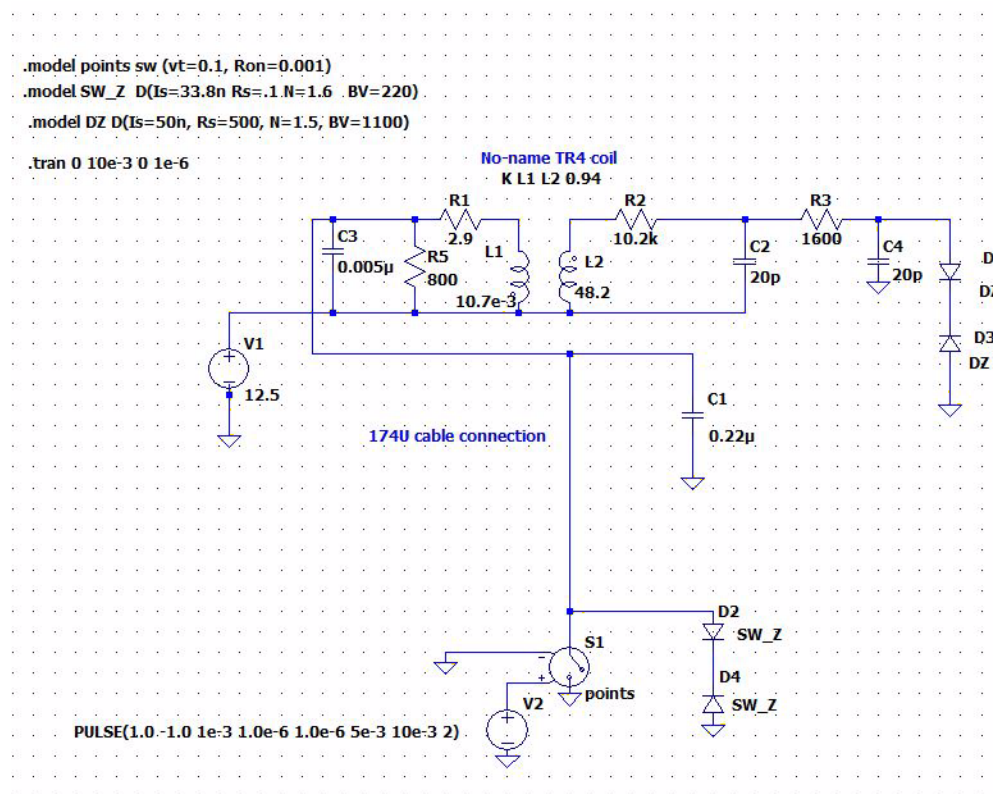 .model points sw (vt=0.1, Ron=0.001)
.model SW_Z D(Is=33.8n Rs=.1 N=1.6 BV=220)
.model DZ D(Is=50n, Rs=500, N=1.5, BV=1100)
.tran 0 10e-3 0 1e-6
No-name TR4 coil
K L1 L2 0.94
R1
2.9
R2
10.2k
R3
1600
C3
0.005µ
R5
800
L1
10.7e-3
L2
48.2
C2
20p
C4
20p
D3
DZ
V1
12.5
C1
0.22µ
174U cable connection
D2
SW_Z
S1
points
D4
SW_Z
V2
PULSE(1.0 -1.0 1e-3 1.0e-6 1.0e-6 5e-3 10e-3 2)